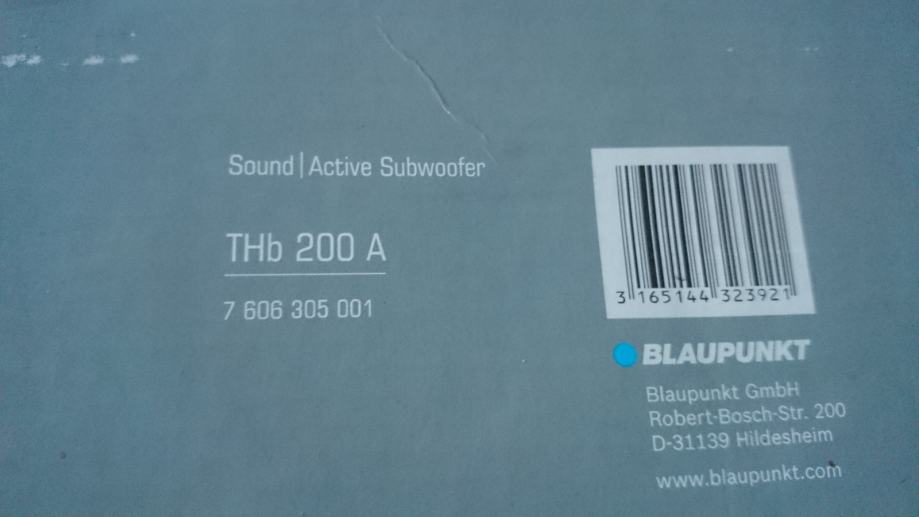 Sound|Active Subwoofer
THb 200 A
7 606 305 001
3 165144 323921
BLAUPUNKT
Blaupunkt GmbH
Robert-Bosch-Str. 200
D-31139 Hildesheim
www.blaupunkt.com